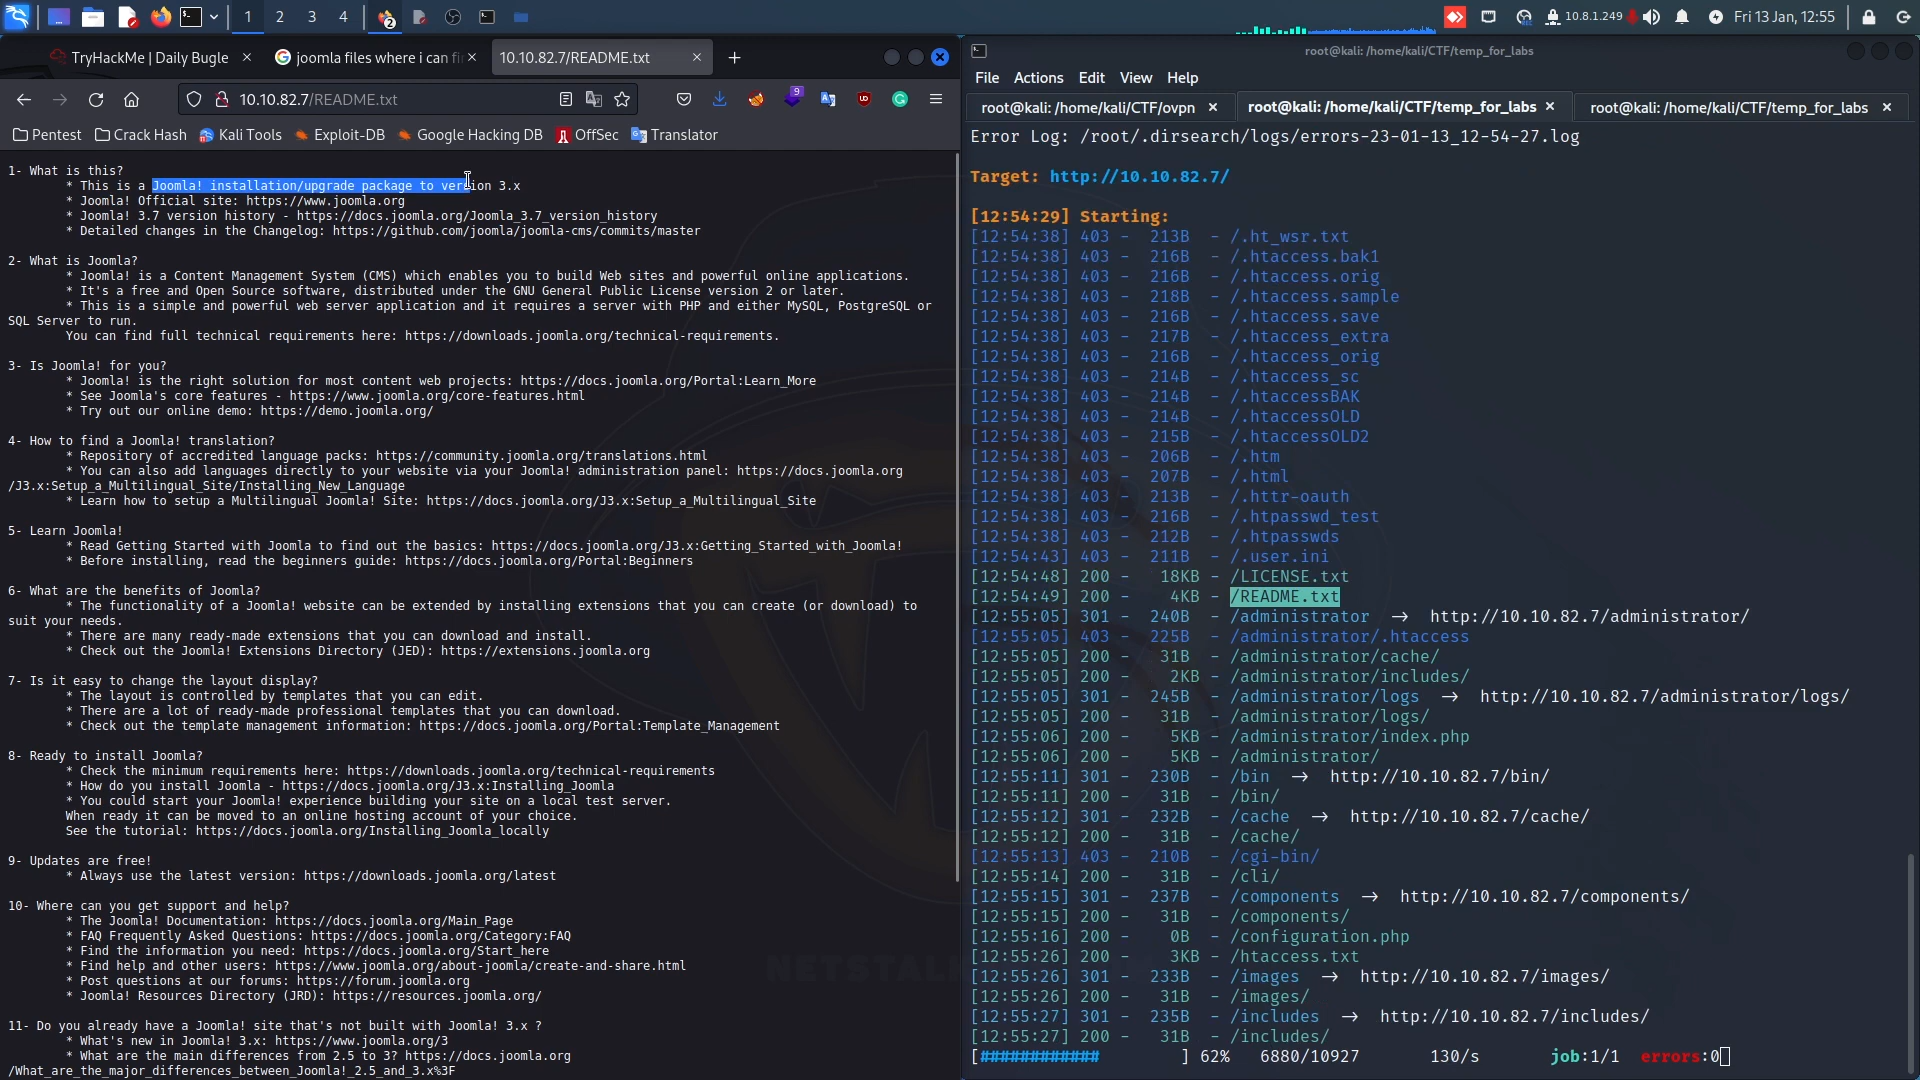 1
2
3
4
2
10.8.1.249
Fri 13 Jan, 12:55
TryHackMe | Daily Bugle
joomla files where i can fi
10.10.82.7/README.txt
10.10.82.7/README.txt
9
Pentest
Crack Hash
Kali Tools
Exploit-DB
Google Hacking DB
OffSec
Translator
1- What is this?
* This is a Joomla! installation/upgrade package to version 3.x
* Joomla! Official site: https://www.joomla.org
* Joomla! 3.7 version history - https://docs.joomla.org/Joomla_3.7_version_history
* Detailed changes in the Changelog: https://github.com/joomla/joomla-cms/commits/master
2- What is Joomla?
* Joomla! is a Content Management System (CMS) which enables you to build Web sites and powerful online applications.
* It's a free and Open Source software, distributed under the GNU General Public License version 2 or later.
* This is a simple and powerful web server application and it requires a server with PHP and either MySQL, PostgreSQL or
SQL Server to run.
You can find full technical requirements here: https://downloads.joomla.org/technical-requirements.
3- Is Joomla! for you?
* Joomla! is the right solution for most content web projects: https://docs.joomla.org/Portal:Learn_More
* See Joomla's core features - https://www.joomla.org/core-features.html
* Try out our online demo: https://demo.joomla.org/
4- How to find a Joomla! translation?
* Repository of accredited language packs: https://community.joomla.org/translations.html
* You can also add languages directly to your website via your Joomla! administration panel: https://docs.joomla.org
/J3.x:Setup_a_Multilingual_Site/Installing_New_Language
* Learn how to setup a Multilingual Joomla! Site: https://docs.joomla.org/J3.x:Setup_a_Multilingual_Site
5- Learn Joomla!
* Read Getting Started with Joomla to find out the basics: https://docs.joomla.org/J3.x:Getting_Started_with_Joomla!
* Before installing, read the beginners guide: https://docs.joomla.org/Portal:Beginners
6- What are the benefits of Joomla?
* The functionality of a Joomla! website can be extended by installing extensions that you can create (or download) to
suit your needs.
* There are many ready-made extensions that you can download and install.
* Check out the Joomla! Extensions Directory (JED): https://extensions.joomla.org
7- Is it easy to change the layout display?
* The layout is controlled by templates that you can edit.
* There are a lot of ready-made professional templates that you can download.
* Check out the template management information: https://docs.joomla.org/Portal:Template_Management
8- Ready to install Joomla?
* Check the minimum requirements here: https://downloads.joomla.org/technical-requirements
* How do you install Joomla - https://docs.joomla.org/J3.x:Installing_Joomla
* You could start your Joomla! experience building your site on a local test server.
When ready it can be moved to an online hosting account of your choice.
See the tutorial: https://docs.joomla.org/Installing_Joomla_locally
9- Updates are free!
* Always use the latest version: https://downloads.joomla.org/latest
10- Where can you get support and help?
* The Joomla! Documentation: https://docs.joomla.org/Main_Page
* FAQ Frequently Asked Questions: https://docs.joomla.org/Category:FAQ
* Find the information you need: https://docs.joomla.org/Start_here
* Find help and other users: https://www.joomla.org/about-joomla/create-and-share.html
* Post questions at our forums: https://forum.joomla.org
* Joomla! Resources Directory (JRD): https://resources.joomla.org/
11- Do you already have a Joomla! site that's not built with Joomla! 3.x ?
* What's new in Joomla! 3.x: https://www.joomla.org/3
* What are the main differences from 2.5 to 3? https://docs.joomla.org
/What_are_the_major_differences_between_Joomla!_2.5_and_3.x%3F
root@kali: /home/kali/CTF/temp_for_labs
File Actions Edit View Help
root@kali: /home/kali/CTF/ovpn
root@kali: /home/kali/CTF/temp_for_labs
root@kali: /home/kali/CTF/temp_for_labs
Error Log: /root/.dirsearch/logs/errors-23-01-13_12-54-27.log
Target: http://10.10.82.7/
[12:54:29] Starting:
[12:54:38] 403 - 213B - /.ht_wsr.txt
[12:54:38] 403 - 216B - /.htaccess.bak1
[12:54:38] 403 - 216B - /.htaccess.orig
[12:54:38] 403 - 218B - /.htaccess.sample
[12:54:38] 403 - 216B - /.htaccess.save
[12:54:38] 403 - 217B - /.htaccess_extra
[12:54:38] 403 - 216B - /.htaccess_orig
[12:54:38] 403 - 214B - /.htaccess_sc
[12:54:38] 403 - 214B - /.htaccessBAK
[12:54:38] 403 - 214B - /.htaccessOLD
[12:54:38] 403 - 215B - /.htaccessOLD2
[12:54:38] 403 - 206B - /.htm
[12:54:38] 403 - 207B - /.html
[12:54:38] 403 - 213B - /.httr-oauth
[12:54:38] 403 - 216B - /.htpasswd_test
[12:54:38] 403 - 212B - /.htpasswds
[12:54:43] 403 - 211B - /.user.ini
[12:54:48] 200 - 18KB - /LICENSE.txt
[12:54:49] 200 - 4KB - /README.txt
[12:55:05] 301 - 240B - /administrator → http://10.10.82.7/administrator/
[12:55:05] 403 - 225B - /administrator/.htaccess
[12:55:05] 200 - 31B - /administrator/cache/
[12:55:05] 200 - 2KB - /administrator/includes/
[12:55:05] 301 - 245B - /administrator/logs → http://10.10.82.7/administrator/logs/
[12:55:05] 200 - 31B - /administrator/logs/
[12:55:06] 200 - 5KB - /administrator/index.php
[12:55:06] 200 - 5KB - /administrator/
[12:55:11] 301 - 230B - /bin → http://10.10.82.7/bin/
[12:55:11] 200 - 31B - /bin/
[12:55:12] 301 - 232B - /cache → http://10.10.82.7/cache/
[12:55:12] 200 - 31B - /cache/
[12:55:13] 403 - 210B - /cgi-bin/
[12:55:14] 200 - 31B - /cli/
[12:55:15] 301 - 237B - /components → http://10.10.82.7/components/
[12:55:15] 200 - 31B - /components/
[12:55:16] 200 - 0B - /configuration.php
[12:55:26] 200 - 3KB - /htaccess.txt
[12:55:26] 301 - 233B - /images → http://10.10.82.7/images/
[12:55:26] 200 - 31B - /images/
[12:55:27] 301 - 235B - /includes → http://10.10.82.7/includes/
[12:55:27] 200 - 31B - /includes/
[############ ] 62% 6880/10927 130/s job:1/1 errors:0